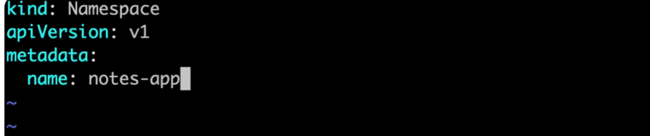 kind: Namespace
apiVersion: v1
metadata:
  name: notes-app
~
~